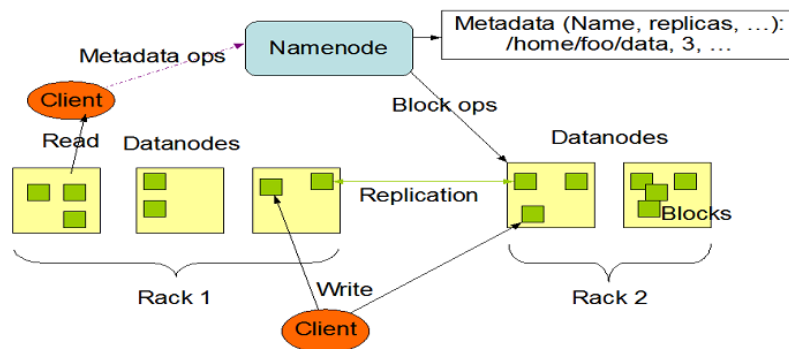 Metadata (Name, replicas, …):
/home/foo/data, 3, …
Namenode
Metadata ops
Client
Block ops
Read
Datanodes
Datanodes
Replication
Blocks
Rack 1
Write
Rack 2
Client